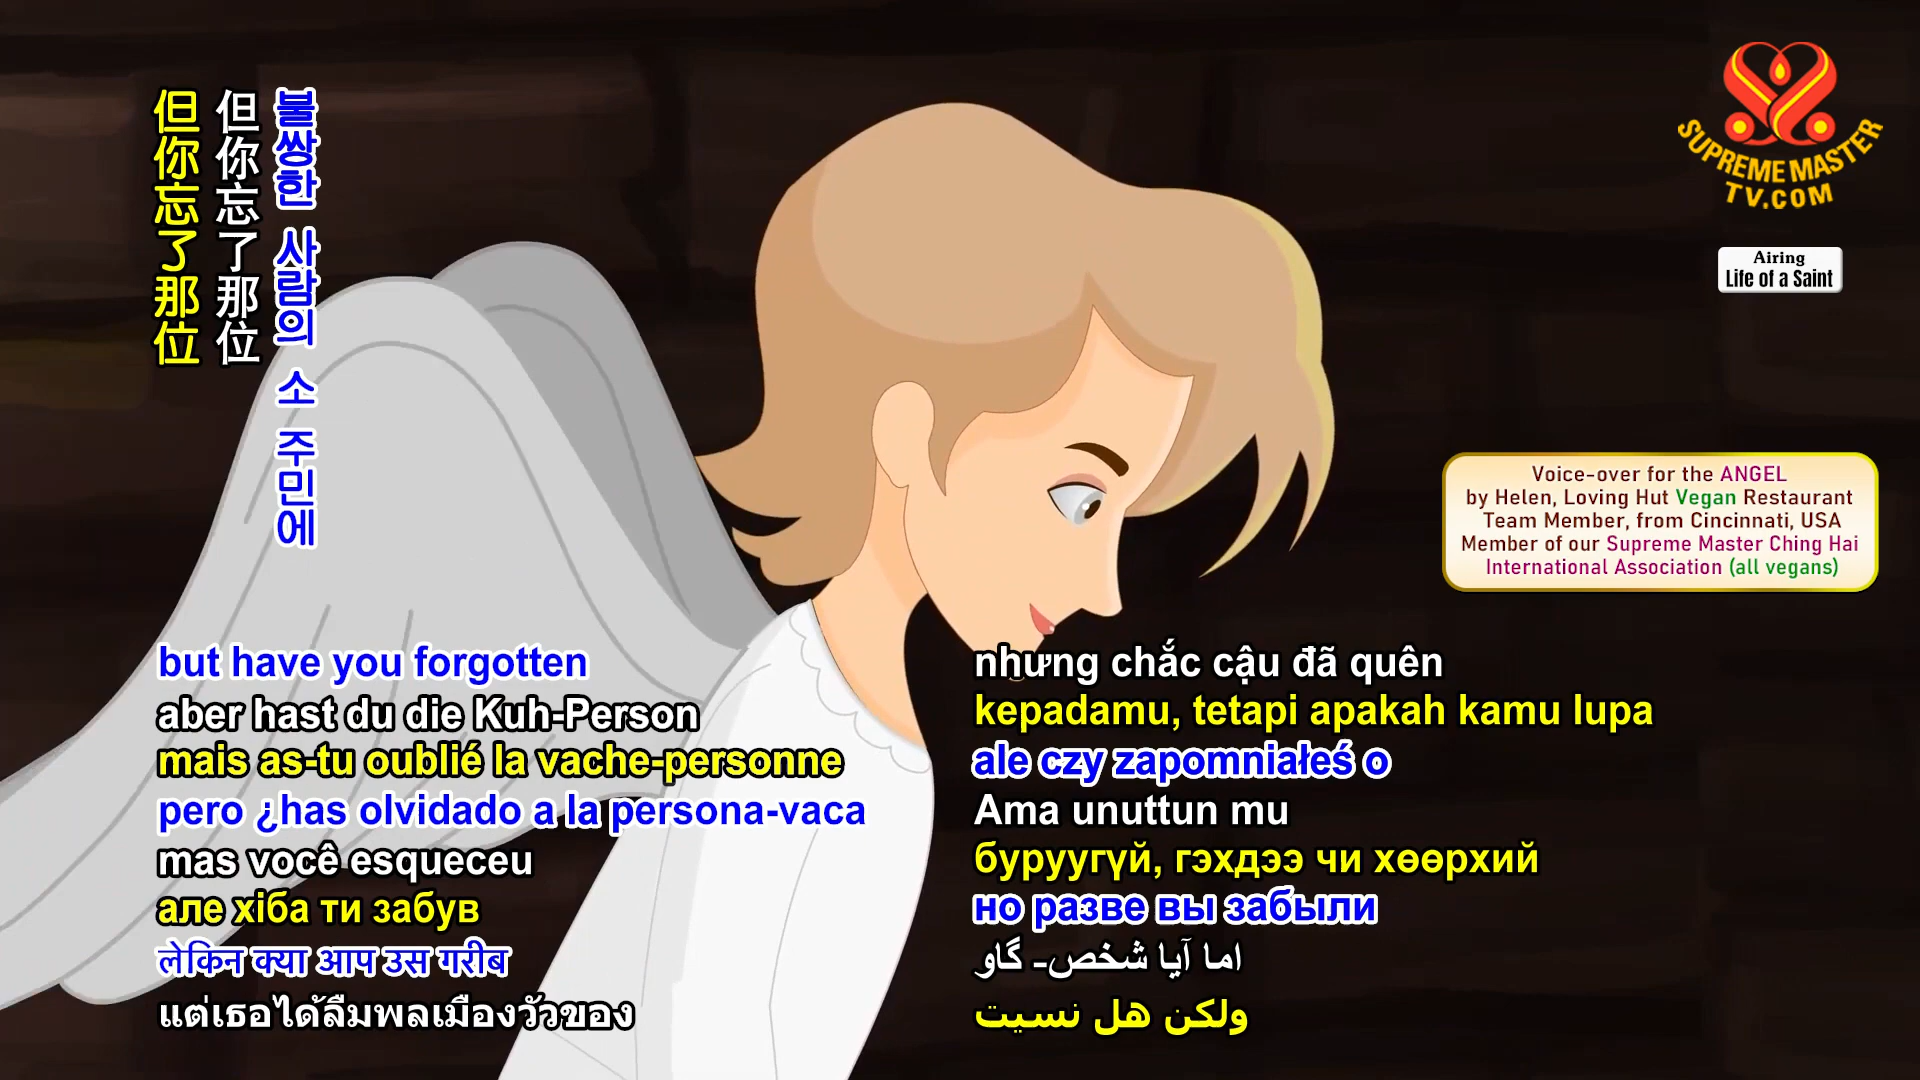 但你忘了那位
但你忘了那位
불쌍한 사람의 소 주민에
SUPREME MASTER
TV.COM
Airing
Life of a Saint
Voice-over for the ANGEL
by Helen, Loving Hut Vegan Restaurant
Team Member, from Cincinnati, USA
Member of our Supreme Master Ching Hai
International Association (all vegans)
but have you forgotten
aber hast du die Kuh-Person
mais as-tu oublié la vache-personne
pero ¿has olvidado a la persona-vaca
mas você esqueceu
але хіба ти забув
लेकिन क्या आप उस गरीब
แต่เธอได้ลืมพลเมืองวัวของ
nhưng chắc cậu đã quên
kepadamu, tetapi apakah kamu lupa
ale czy zapomniałeś o
Ama unuttun mu
буруугүй, гэхдээ чи хөөрхий
но разве вы забыли
اما آیا شخص- گاو
ولكن هل نسيت